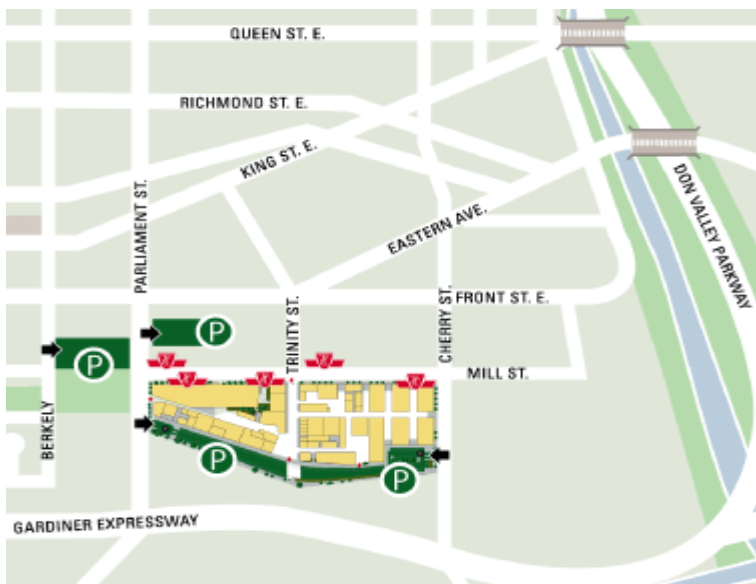 QUEEN ST. E.
RICHMOND ST. E.
KING ST. E.
DON VALLEY PARKWAY
PARLIAMENT ST.
EASTERN AVE.
FRONT ST. E.
TRINITY ST.
CHERRY ST.
P
P
MILL ST.
BERKELY
P
P
GARDINER EXPRESSWAY